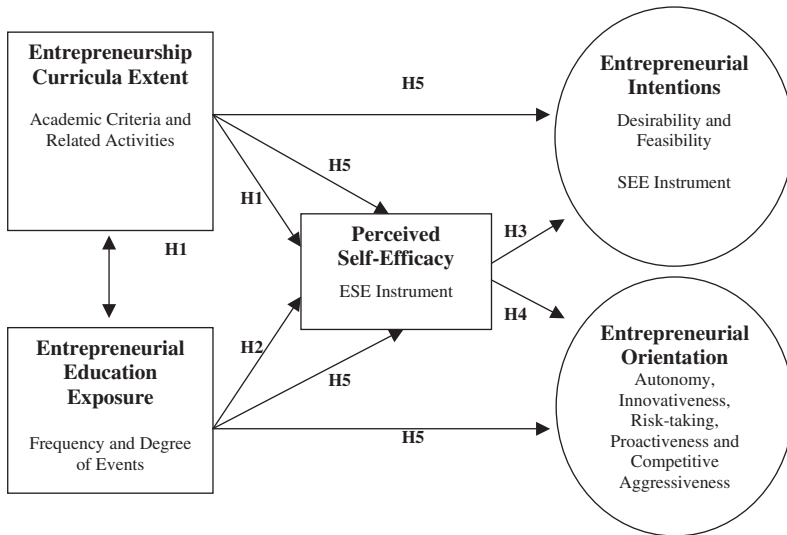 Entrepreneurship
Curricula Extent
Academic Criteria and
Related Activities
H5
Entrepreneurial
Intentions
Desirability and
Feasibility
SEE Instrument
H5
H1
H1
Perceived
Self-Efficacy
ESE Instrument
H3
H4
Entrepreneurial
Education
Exposure
Frequency and Degree
of Events
H2
H5
H5
Entrepreneurial
Orientation
Autonomy,
Innovativeness,
Risk-taking,
Proactiveness and
Competitive
Aggressiveness